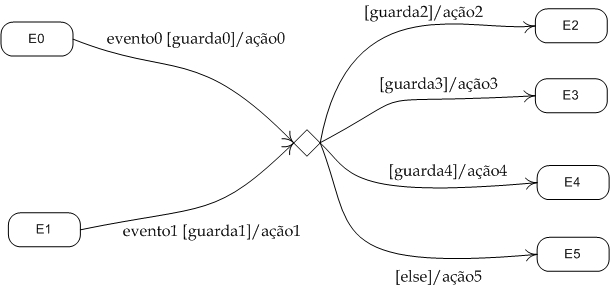 E0
evento0 [guarda0]/ação0
[guarda2]/ação2
E2
[guarda3]/ação3
E3
[guarda4]/ação4
E4
E1
evento1 [guarda1]/ação1
[else]/ação5
E5